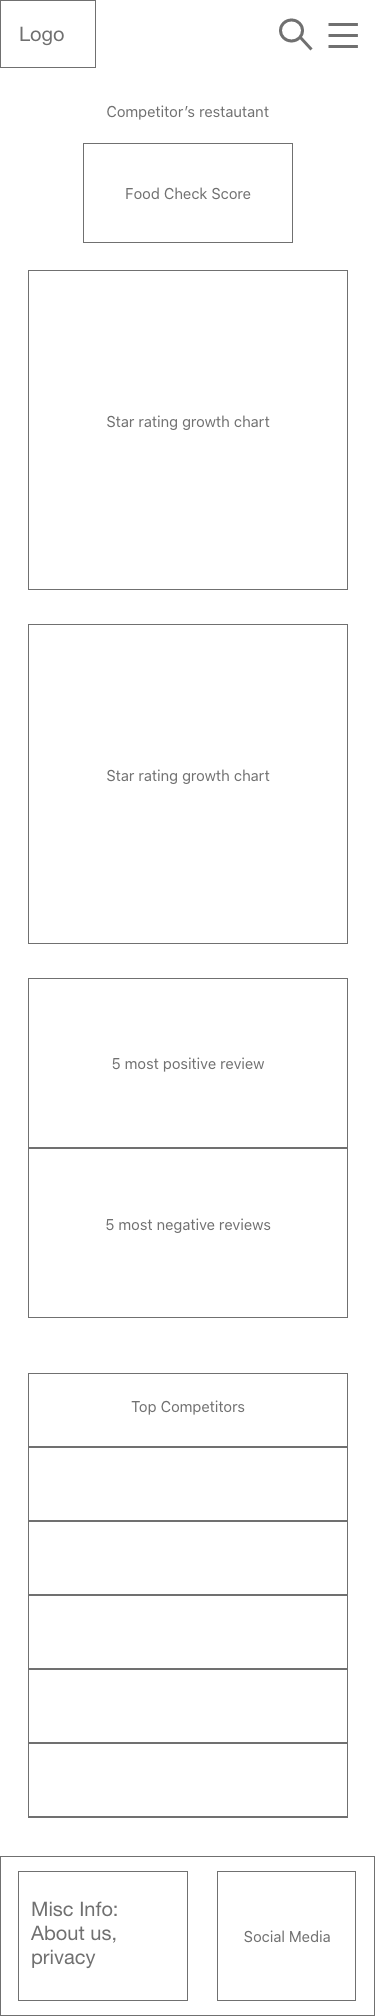 Logo
Competitor’s restautant
Food Check Score
Star rating growth chart
Star rating growth chart
5 most positive review
5 most negative reviews
Top Competitors
Misc Info:
About us,
privacy
Social Media